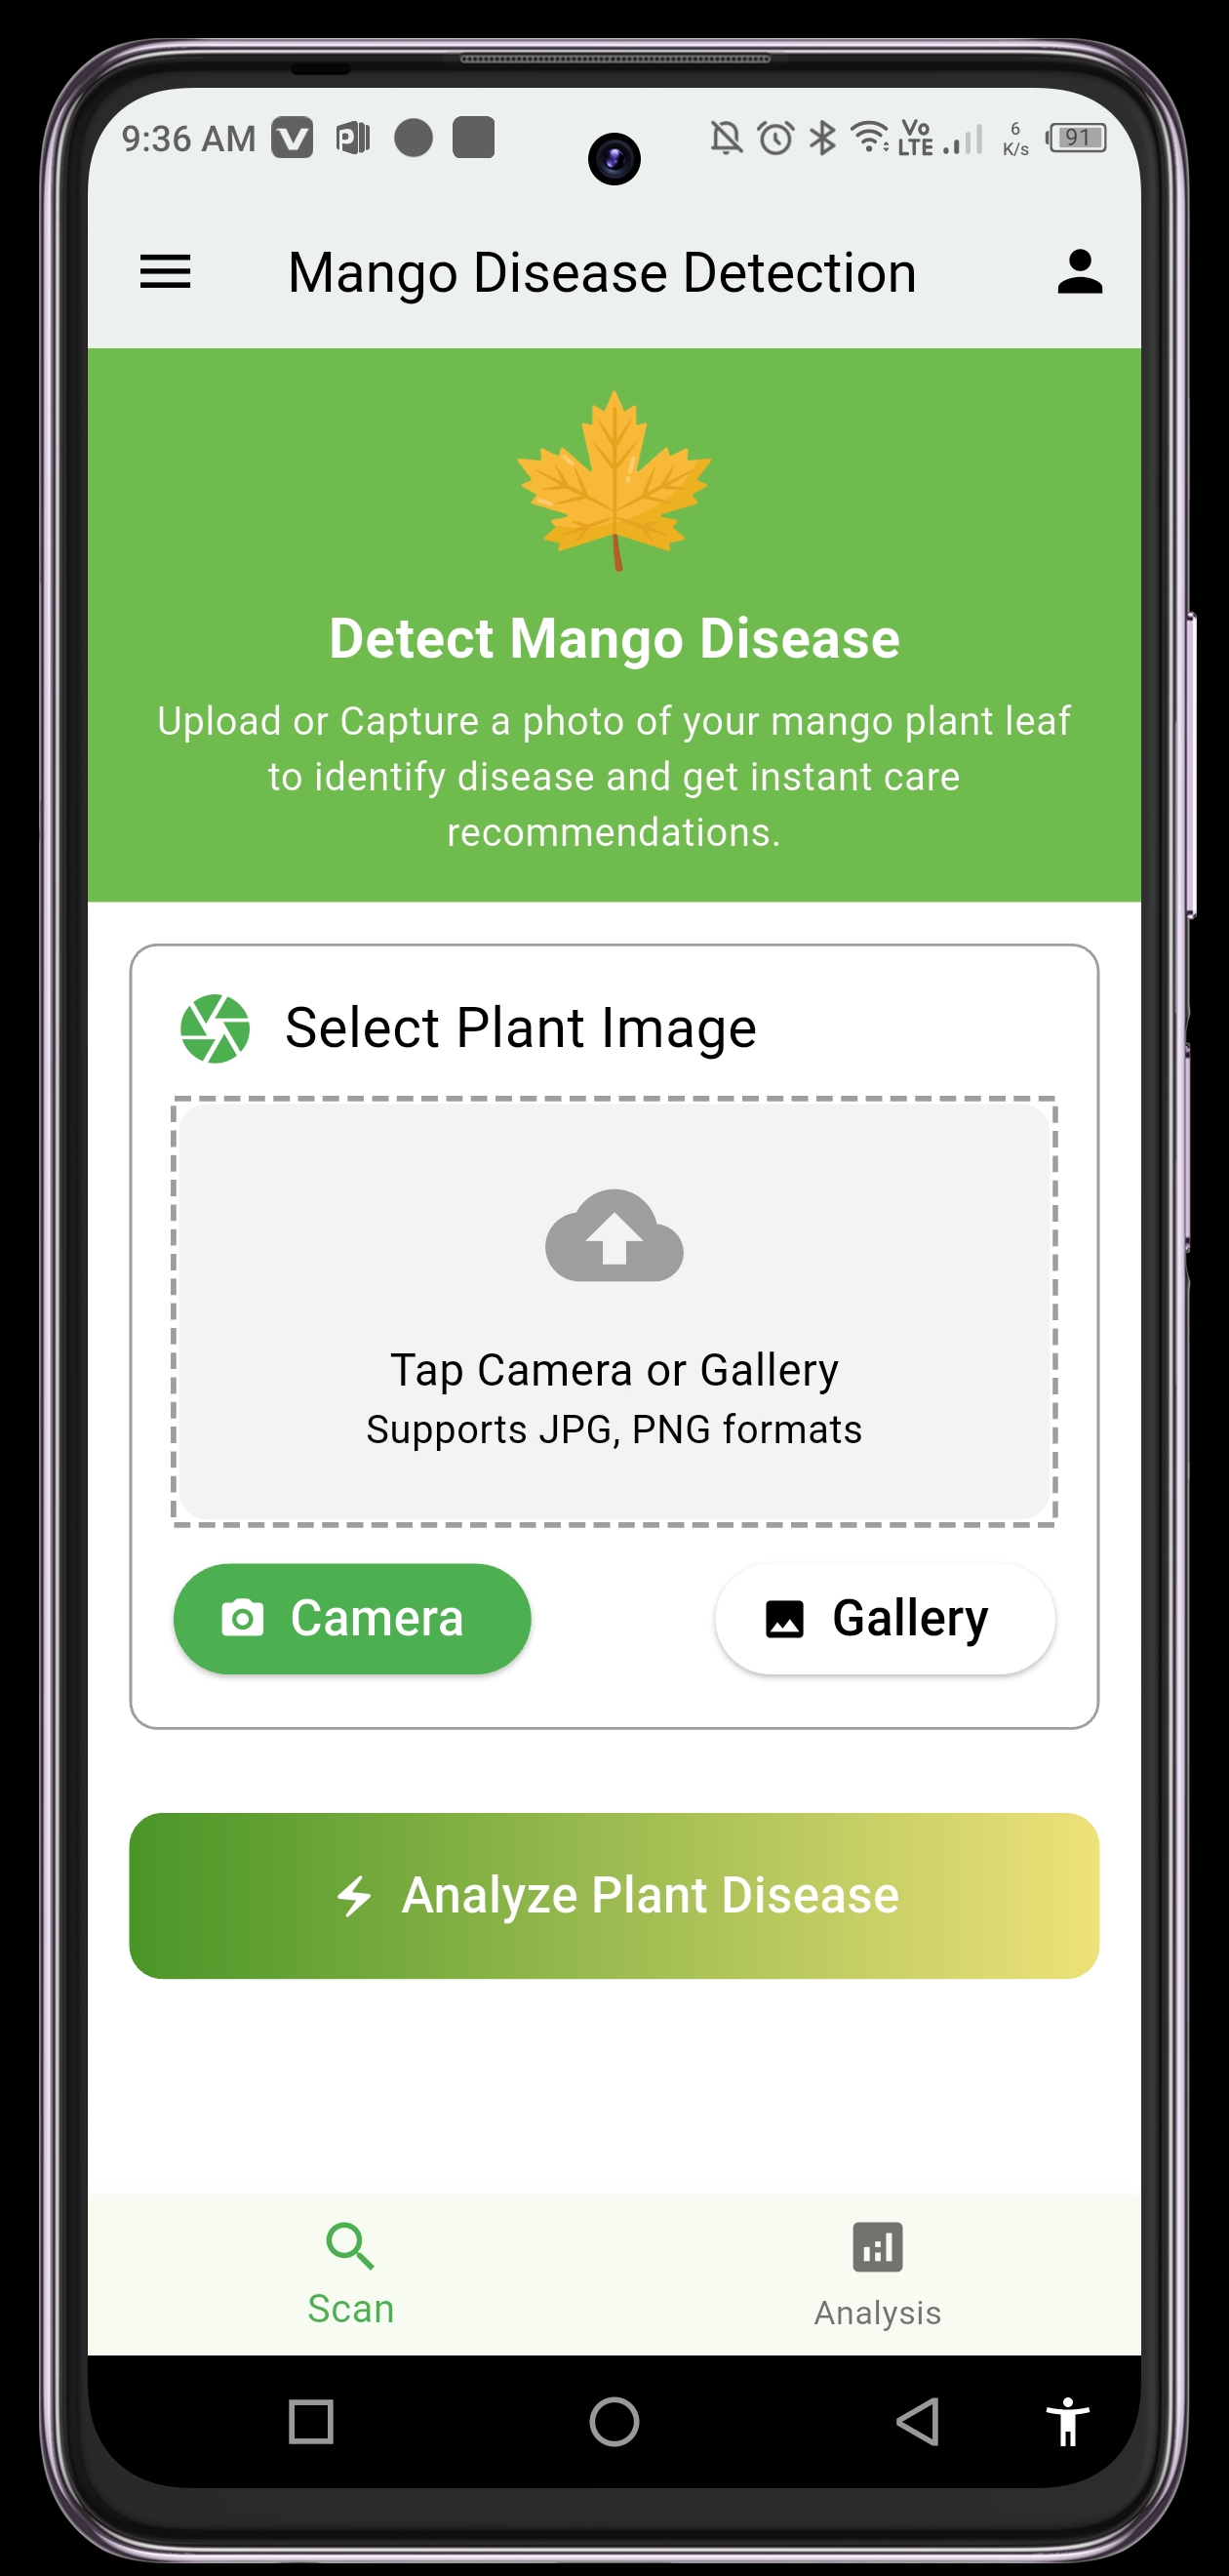 9:36 AM
Vo
LTE
6
K/s
91
Mango Disease Detection
Detect Mango Disease
Upload or Capture a photo of your mango plant leaf
to identify disease and get instant care
recommendations.
Select Plant Image
Tap Camera or Gallery
Supports JPG, PNG formats
Camera
Gallery
Analyze Plant Disease
Scan
Analysis